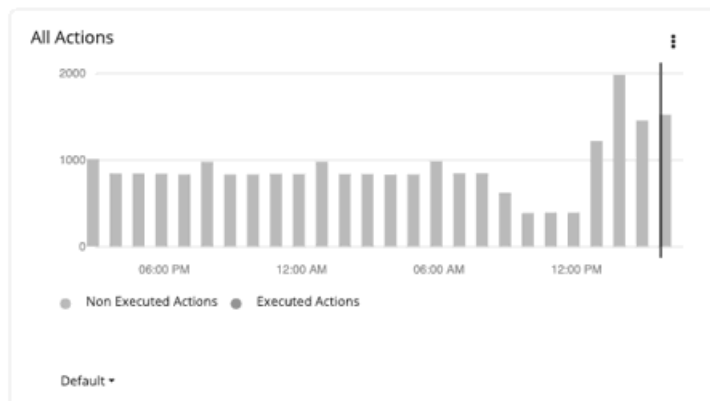 All Actions
2000
1000
0
06:00 PM 12:00 AM 06:00 AM 12:00 PM
Non Executed Actions Executed Actions
Default